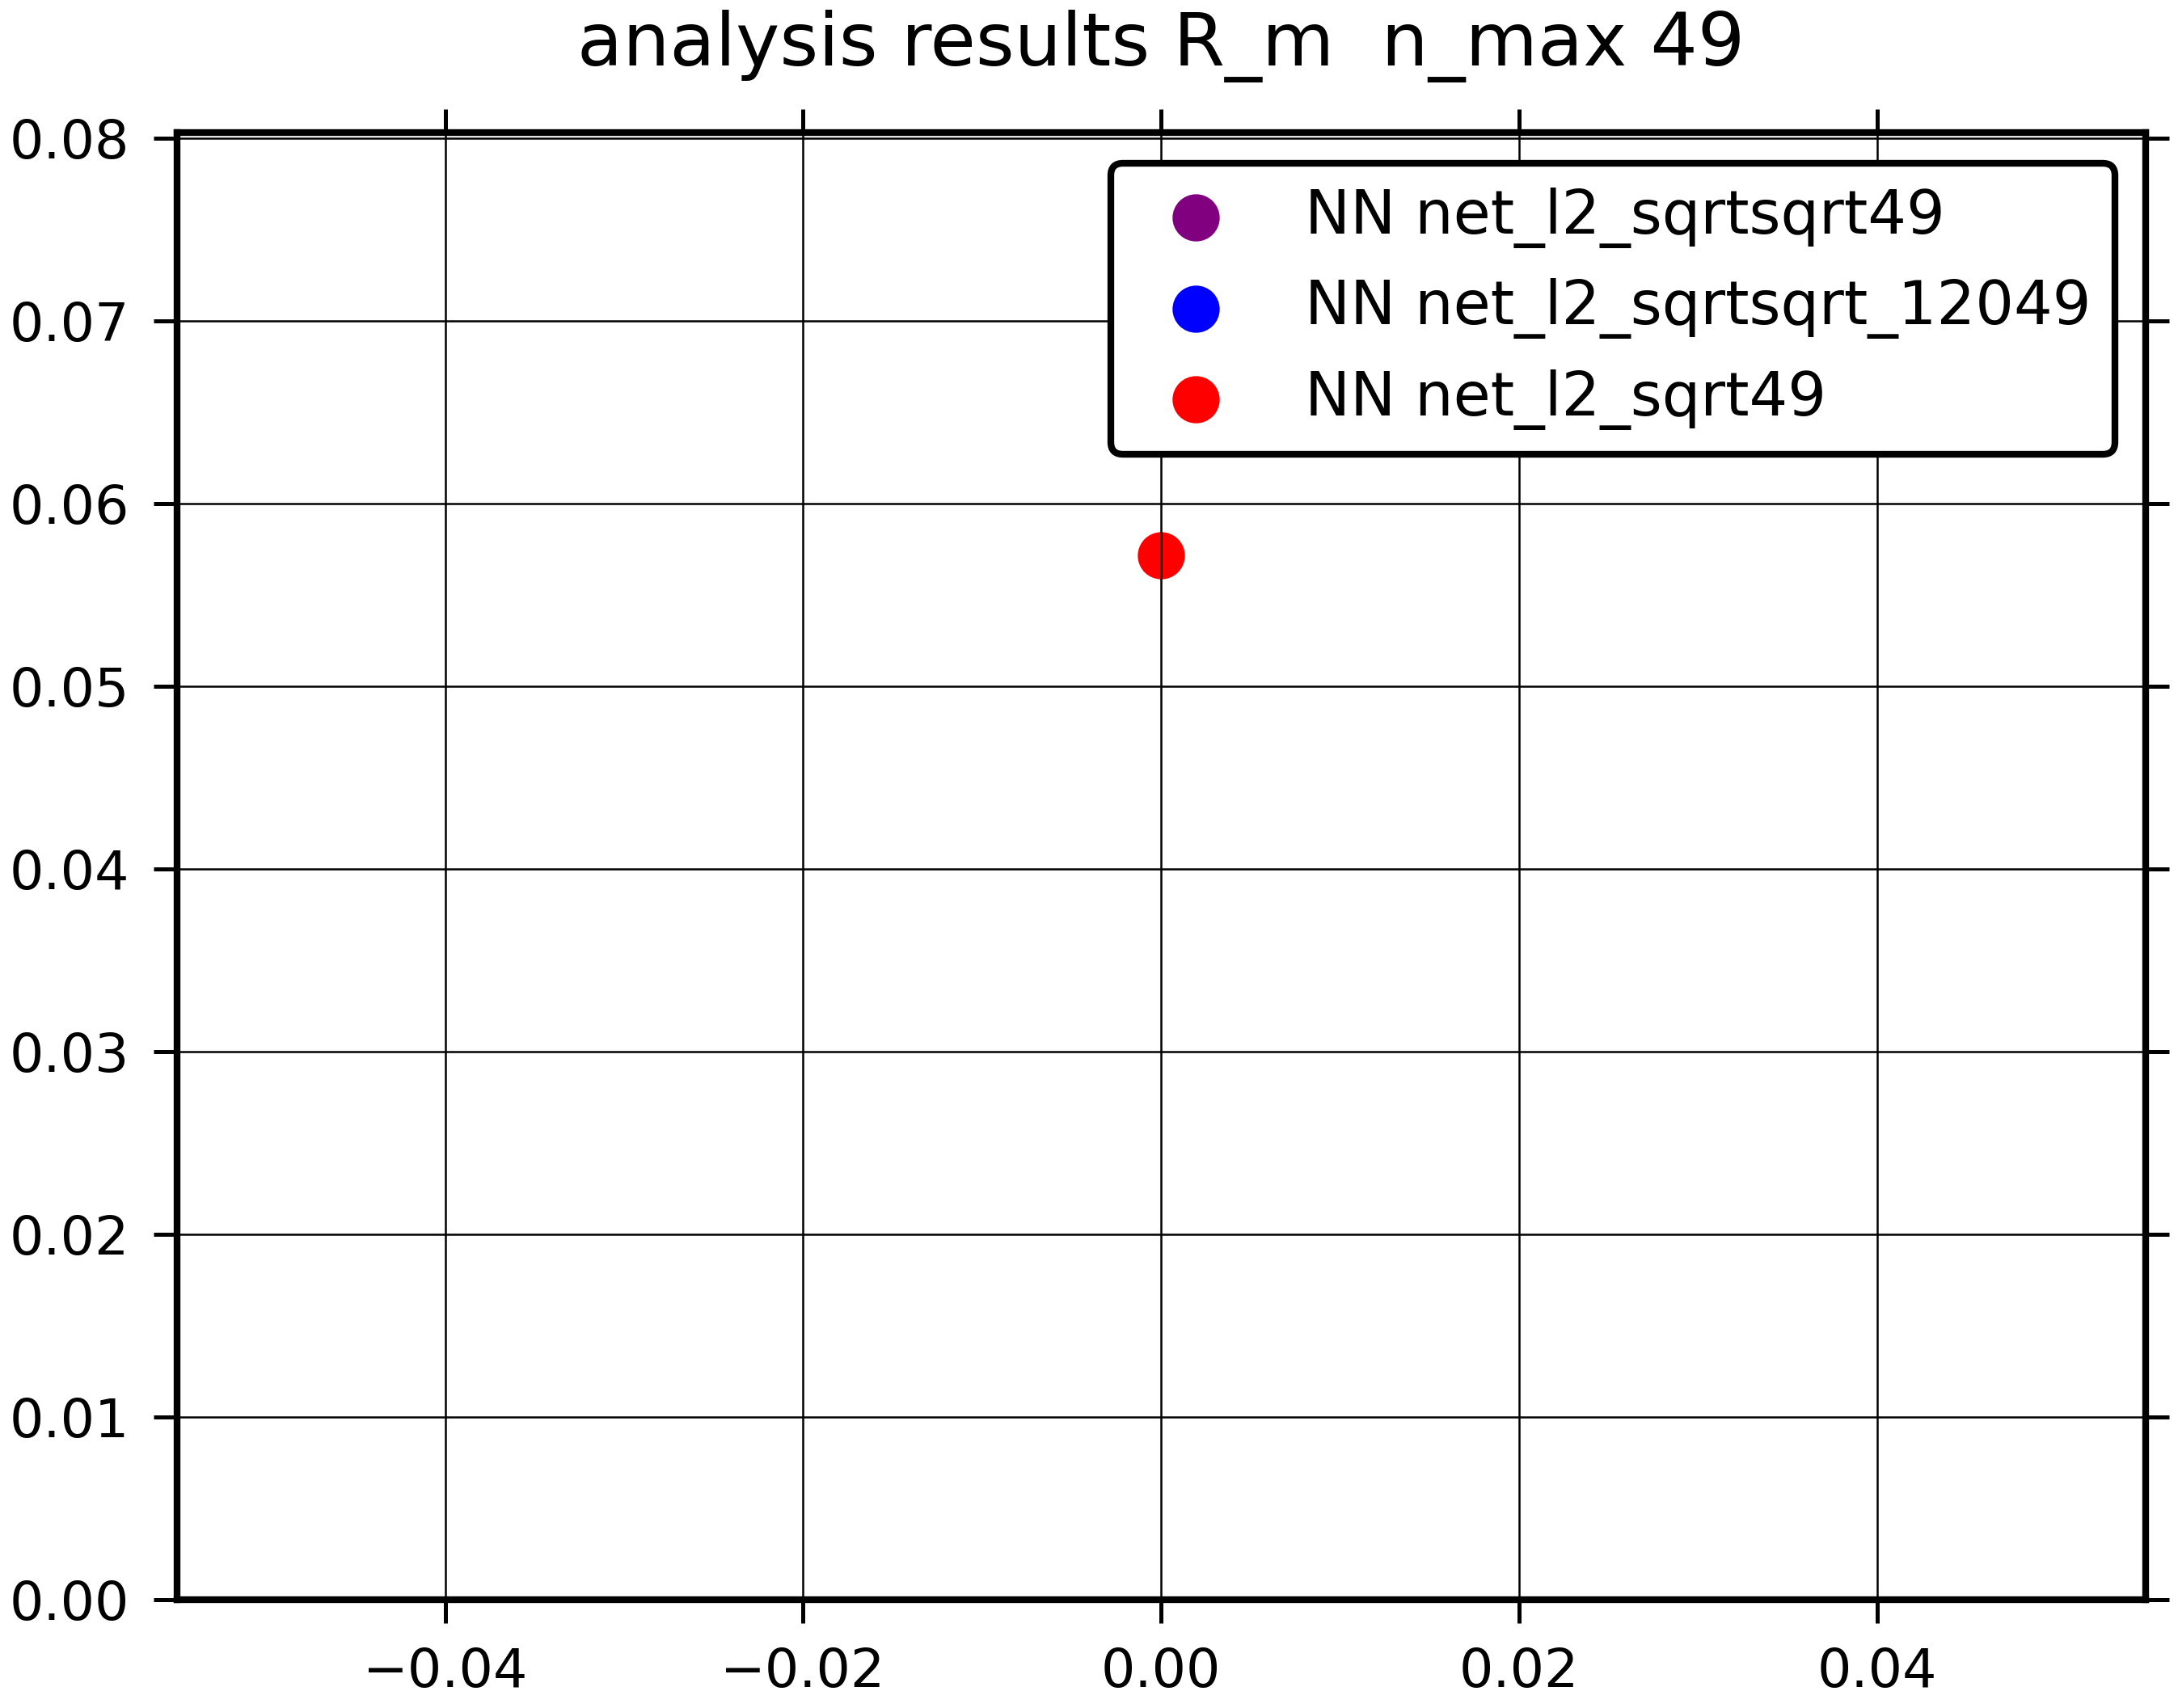 analysis results R_m  n_max 49
NN net_l2_sqrtsqrt49
NN net_l2_sqrtsqrt_12049
NN net_l2_sqrt49
0.08
0.07
0.06
0.05
0.04
0.03
0.02
0.01
0.00
−0.04 −0.02 0.00 0.02 0.04